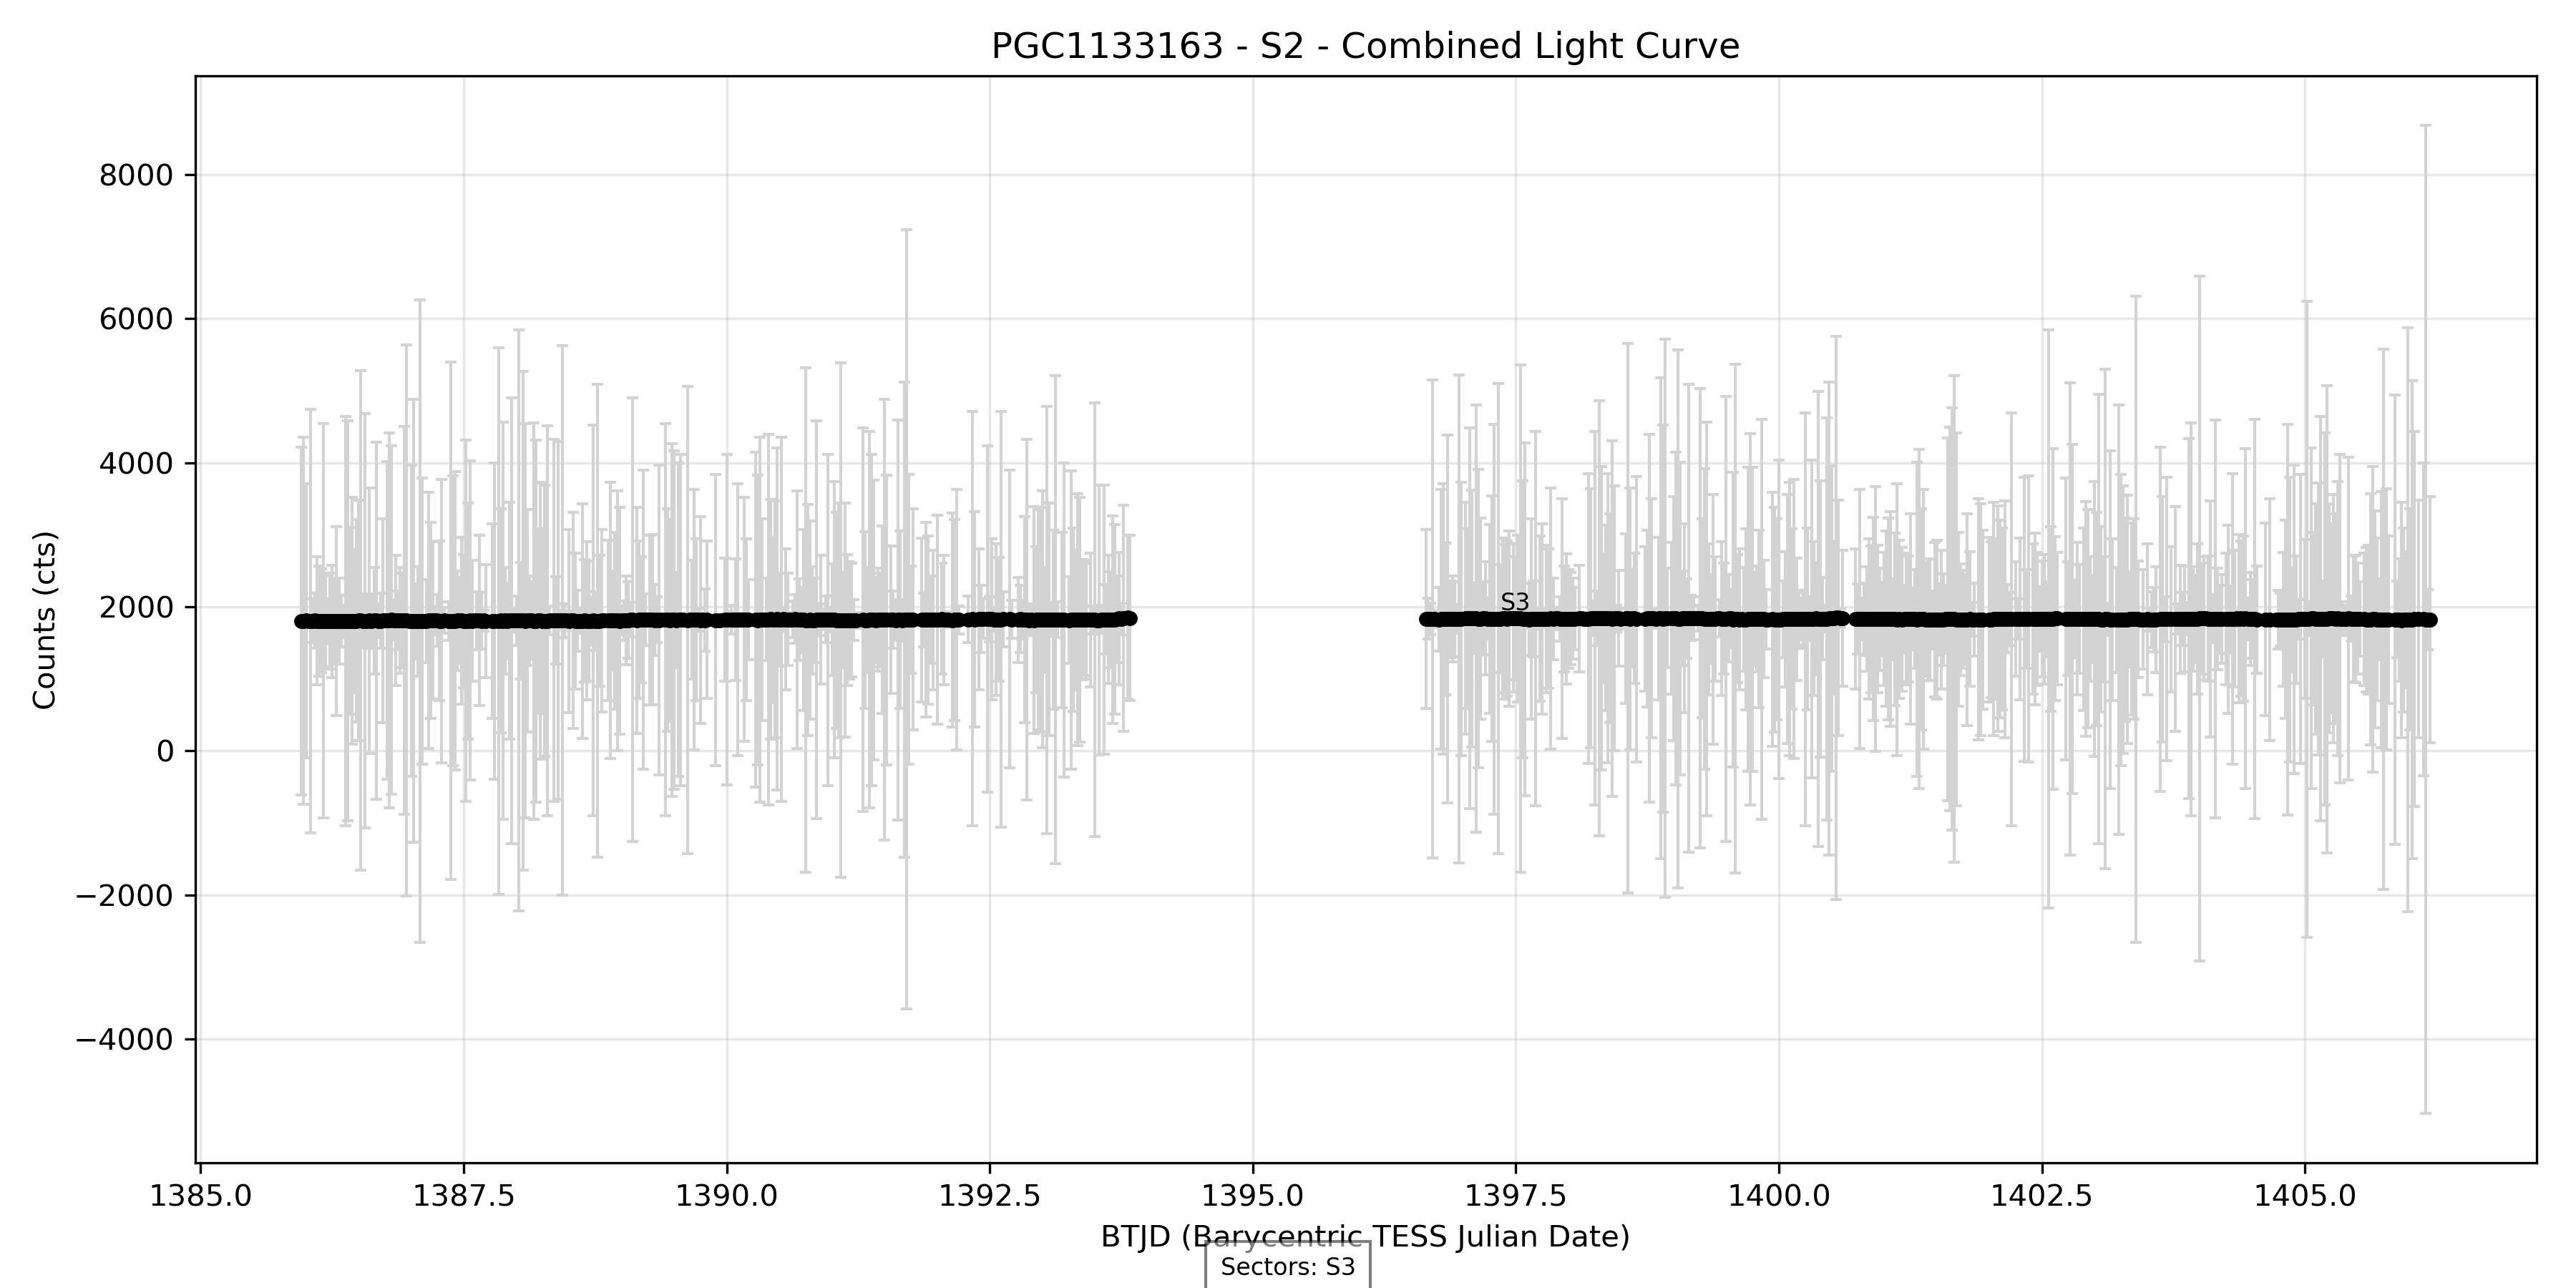 PGC1133163 - S2 - Combined Light Curve
Counts (cts)
8000
6000
4000
2000
0
−2000
−4000
S3
1385.0 1387.5 1390.0 1392.5 1395.0 1397.5 1400.0 1402.5 1405.0
BTJD (Barycentric TESS Julian Date)
Sectors: S3